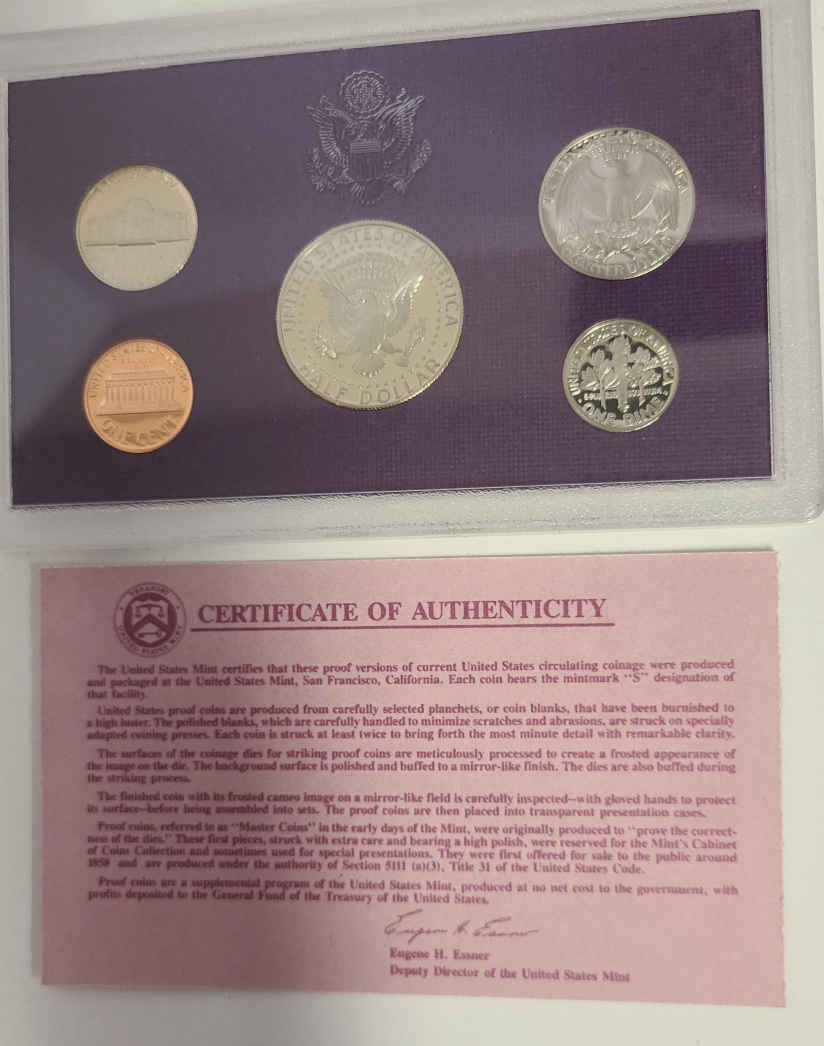 UNITED STATES OF AMERICA
HALF DOLLAR
UNITED STATES OF AMERICA
ONE DIME
ONE CENT
CERTIFICATE OF AUTHENTICITY
The United States Mint certifies that these proof versions of current United States circulating coinage were produced
and packaged at the United States Mint, San Francisco, California. Each coin bears the mintmark “S” designation of
that facility.
United States proof coins are produced from carefully selected planchets, or coin blanks, that have been burnished to
a high luster. The polished blanks, which are carefully handled to minimize scratches and abrasions, are struck on specially
adapted coining presses. Each coin is struck at least twice to bring forth the most minute detail with remarkable clarity.
The surfaces of the coinage dies for striking proof coins are meticulously processed to create a frosted appearance of
the image on the die. The background surface is polished and buffed to a mirror-like finish. The dies are also buffed during
the striking process.
The finished coin with its frosted cameo image on a mirror-like field is carefully inspected—with gloved hands to protect
its surface—before being assembled into sets. The proof coins are then placed into transparent presentation cases.
Proof coins, referred to as “Master Coins” in the early days of the Mint, were originally produced to “prove the correct-
ness of the dies.” These first pieces, struck with extra care and bearing a high polish, were reserved for the Mint's Cabinet
of Coins Collection and sometimes used for special presentations. They were first offered for sale to the public around
1858 and are produced under the authority of Section 5111 (a)(3), Title 31 of the United States Code.
Proof coins are a supplemental program of the United States Mint, produced at no net cost to the government, with
profits deposited to the General Fund of the Treasury of the United States.
Eugene H. Essner
Eugene H. Essner
Deputy Director of the United States Mint